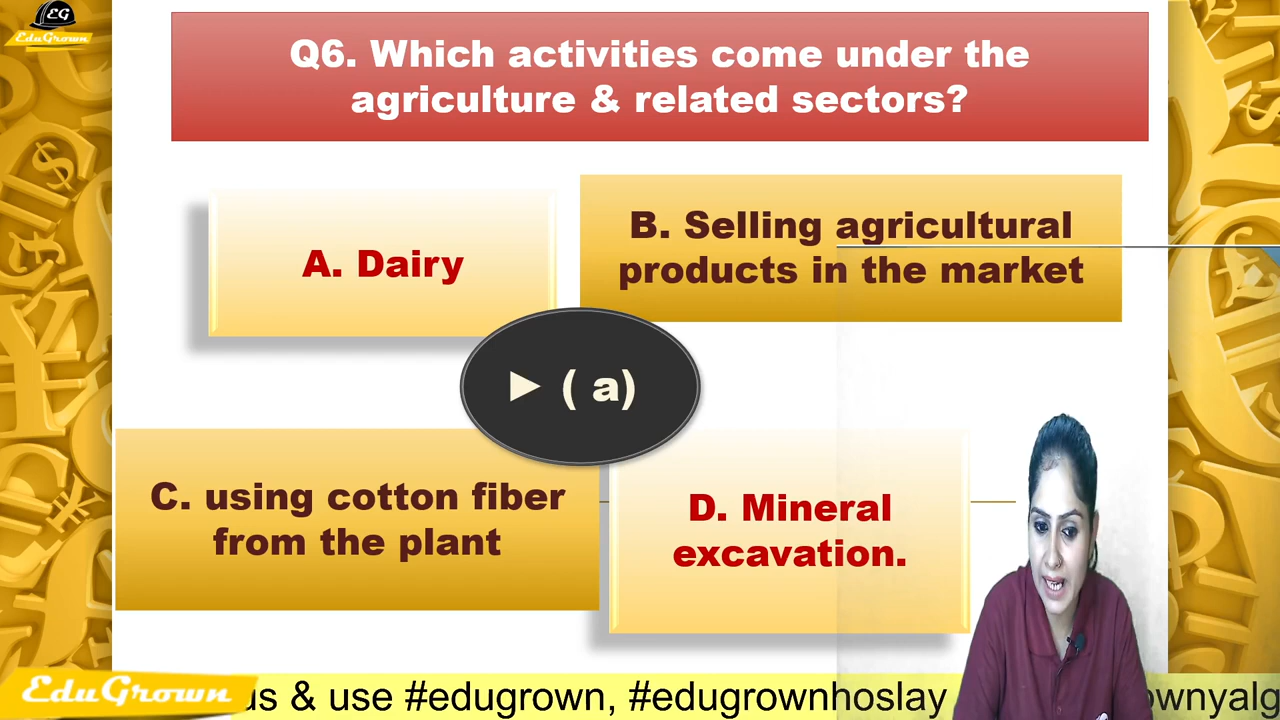 EG
EduGrown
Q6. Which activities come under the
agriculture & related sectors?
A. Dairy
B. Selling agricultural
products in the market
► ( a)
C. using cotton fiber
from the plant
D. Mineral
excavation.
EduGrown
us & use #edugrown, #edugrownhoslay